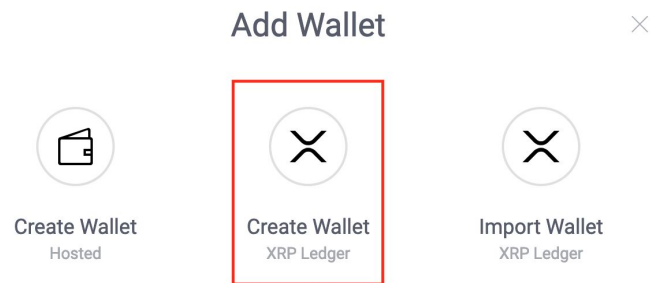 Add Wallet
Create Wallet
Hosted
Create Wallet
XRP Ledger
Import Wallet
XRP Ledger